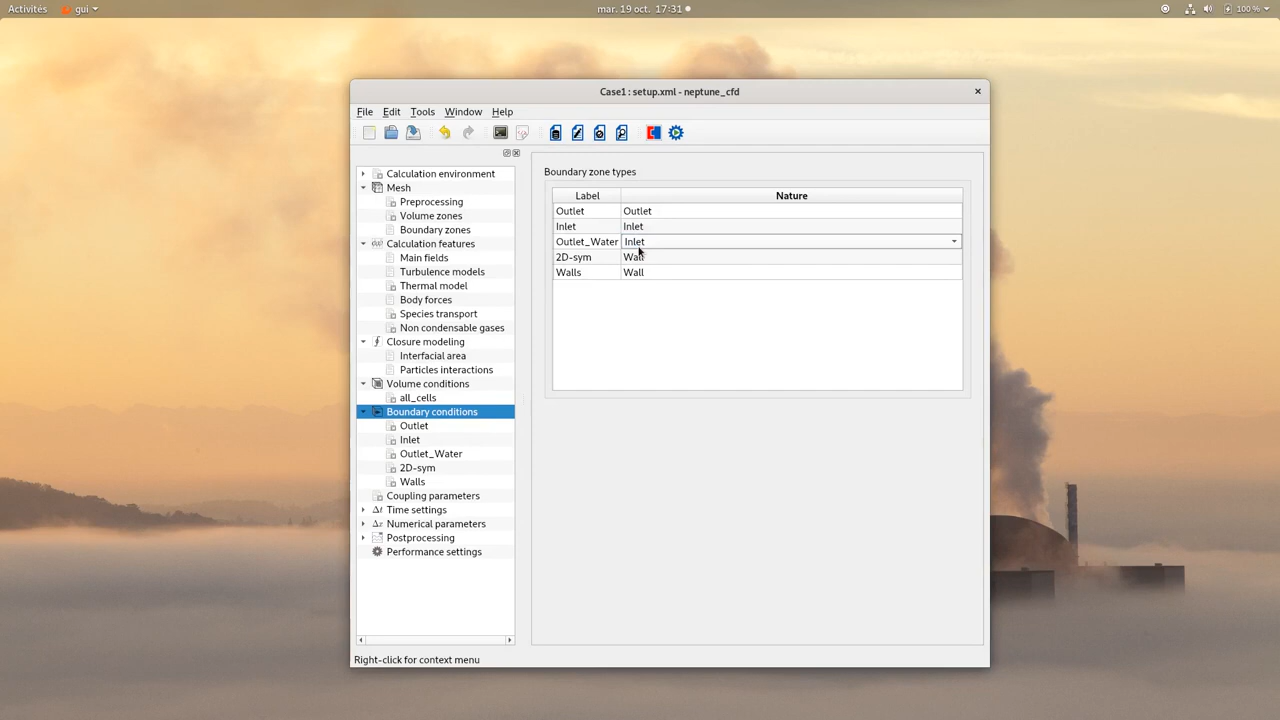 Activités gui mar. 19 oct. 17:31 100 %
Case1 : setup.xml - neptune_cfd
File Edit Tools Window Help
Calculation environment
Mesh
Preprocessing
Volume zones
Boundary zones
Calculation features
Main fields
Turbulence models
Thermal model
Body forces
Species transport
Non condensable gases
Closure modeling
Interfacial area
Particles interactions
Volume conditions
all_cells
Boundary conditions
Outlet
Inlet
Outlet_Water
2D-sym
Walls
Coupling parameters
Δt Time settings
Δx Numerical parameters
Postprocessing
Performance settings
Boundary zone types
Label Nature
Outlet Outlet
Inlet Inlet
Outlet_Water Inlet
2D-sym Wall
Walls Wall
Right-click for context menu